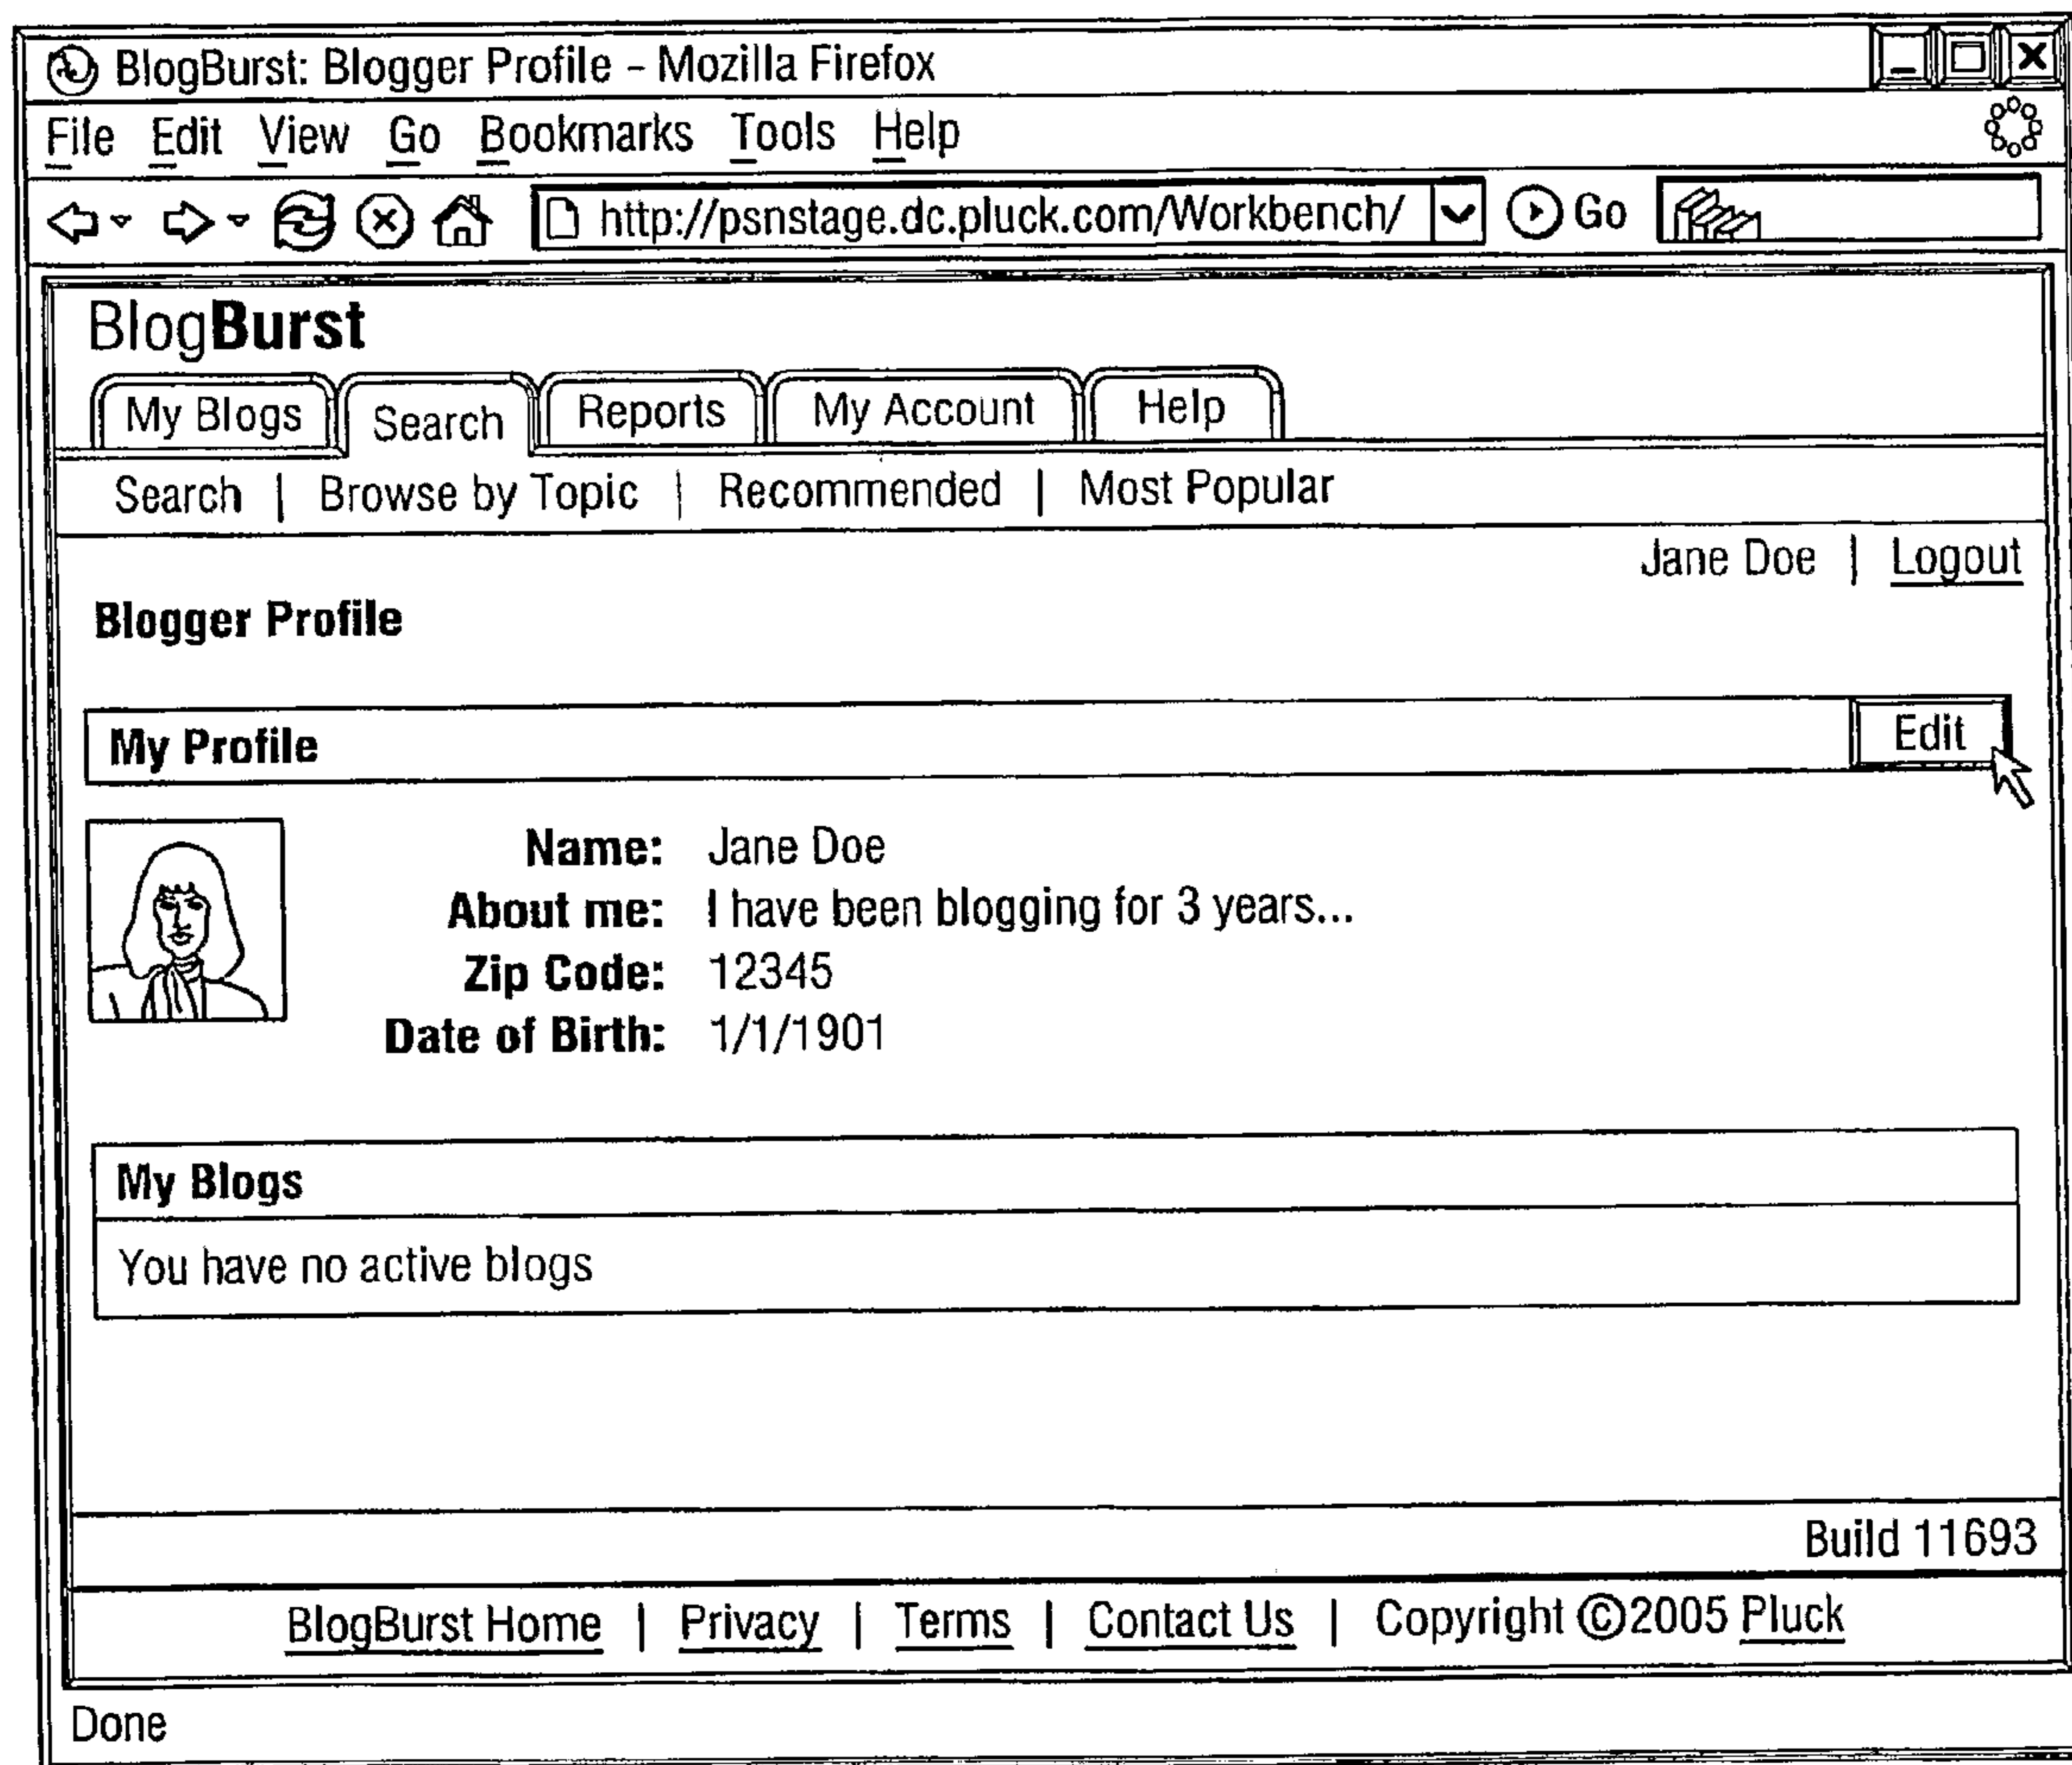 BlogBurst: Blogger Profile – Mozilla Firefox
File Edit View Go Bookmarks Tools Help
http://psnstage.dc.pluck.com/Workbench/ Go
BlogBurst
My Blogs Search Reports My Account Help
Search | Browse by Topic | Recommended | Most Popular
Jane Doe | Logout
Blogger Profile
My Profile Edit
Name: Jane Doe
About me: I have been blogging for 3 years...
Zip Code: 12345
Date of Birth: 1/1/1901
My Blogs
You have no active blogs
Build 11693
BlogBurst Home | Privacy | Terms | Contact Us | Copyright ©2005 Pluck
Done